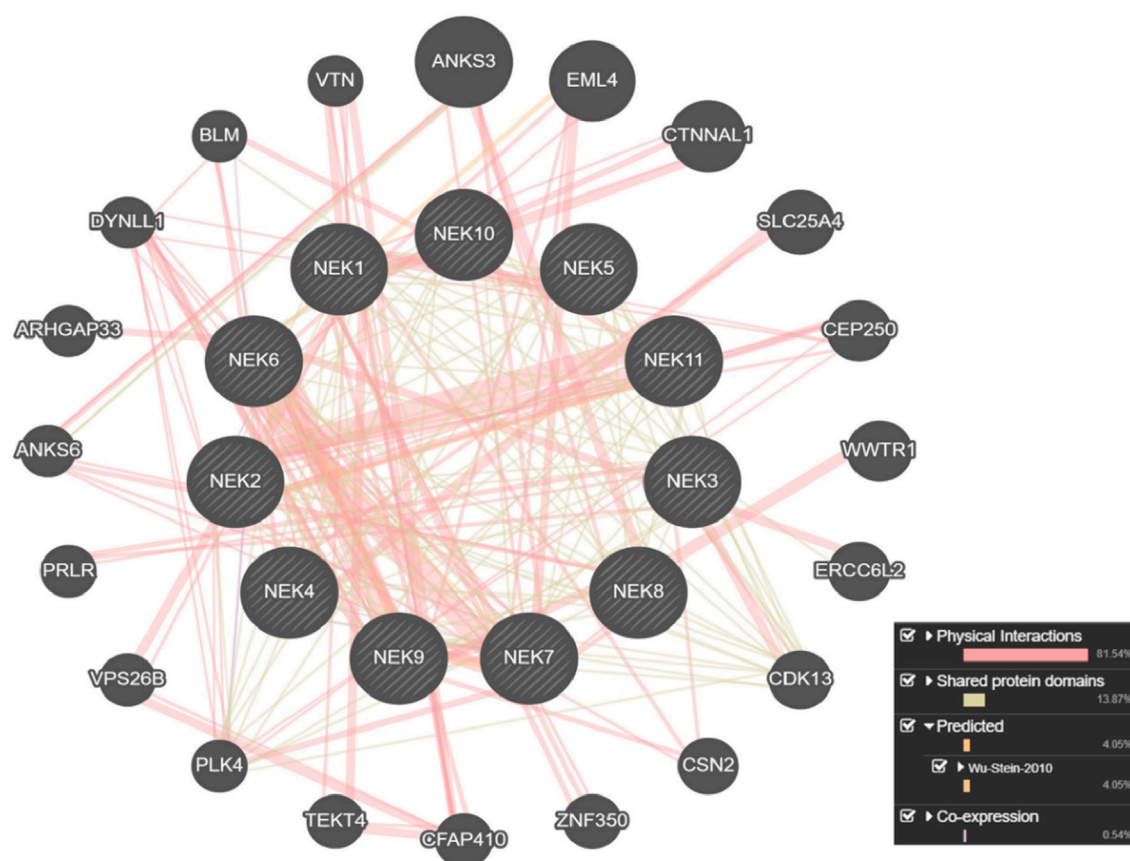 ANKS3
EML4
VTN
CTNNAL1
BLM
DYNLL1
SLC25A4
NEK10
NEK1
NEK5
ARHGAP33
CEP250
NEK6
NEK11
ANKS6
WWTR1
NEK2
NEK3
PRLR
ERCC6L2
NEK4
NEK8
VPS26B
NEK9
NEK7
CDK13
PLK4
CSN2
TEKT4
CFAP410
ZNF350
Physical Interactions
81.54%
Shared protein domains
13.87%
Predicted
4.05%
Wu-Stein-2010
4.05%
Co-expression
0.54%